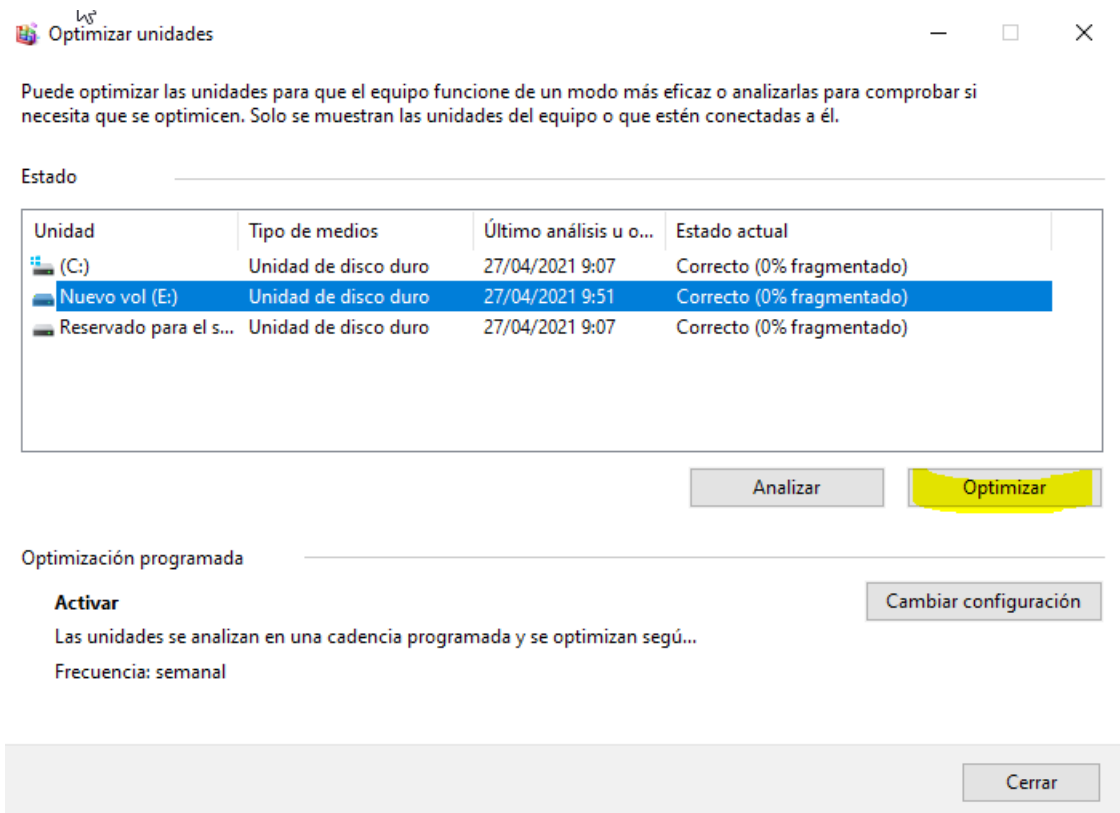 Optimizar unidades
Puede optimizar las unidades para que el equipo funcione de un modo más eficaz o analizarlas para comprobar si
necesita que se optimicen. Solo se muestran las unidades del equipo o que estén conectadas a él.
Estado
Unidad Tipo de medios Último análisis u o... Estado actual
(C:) Unidad de disco duro 27/04/2021 9:07 Correcto (0% fragmentado)
Nuevo vol (E:) Unidad de disco duro 27/04/2021 9:51 Correcto (0% fragmentado)
Reservado para el s... Unidad de disco duro 27/04/2021 9:07 Correcto (0% fragmentado)
Analizar Optimizar
Optimización programada
Activar Cambiar configuración
Las unidades se analizan en una cadencia programada y se optimizan segú...
Frecuencia: semanal
Cerrar